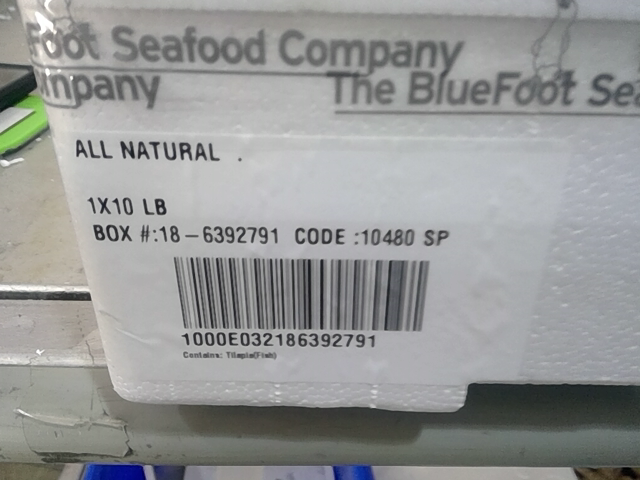 Foot Seafood Company
mpany The BlueFoot Sea
ALL NATURAL .
1X10 LB
BOX #:18-6392791 CODE :10480 SP
1000E032186392791
Contains: Tilapia(Fish)